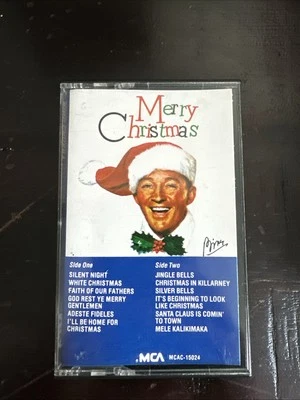 Merry
Christmas
Bing
Side One
SILENT NIGHT
WHITE CHRISTMAS
FAITH OF OUR FATHERS
GOD REST YE MERRY
GENTLEMEN
ADESTE FIDELES
I'LL BE HOME FOR
CHRISTMAS
Side Two
JINGLE BELLS
CHRISTMAS IN KILLARNEY
SILVER BELLS
IT'S BEGINNING TO LOOK
LIKE CHRISTMAS
SANTA CLAUS IS COMIN'
TO TOWN
MELE KALIKIMAKA
MCA
MCAC-15024